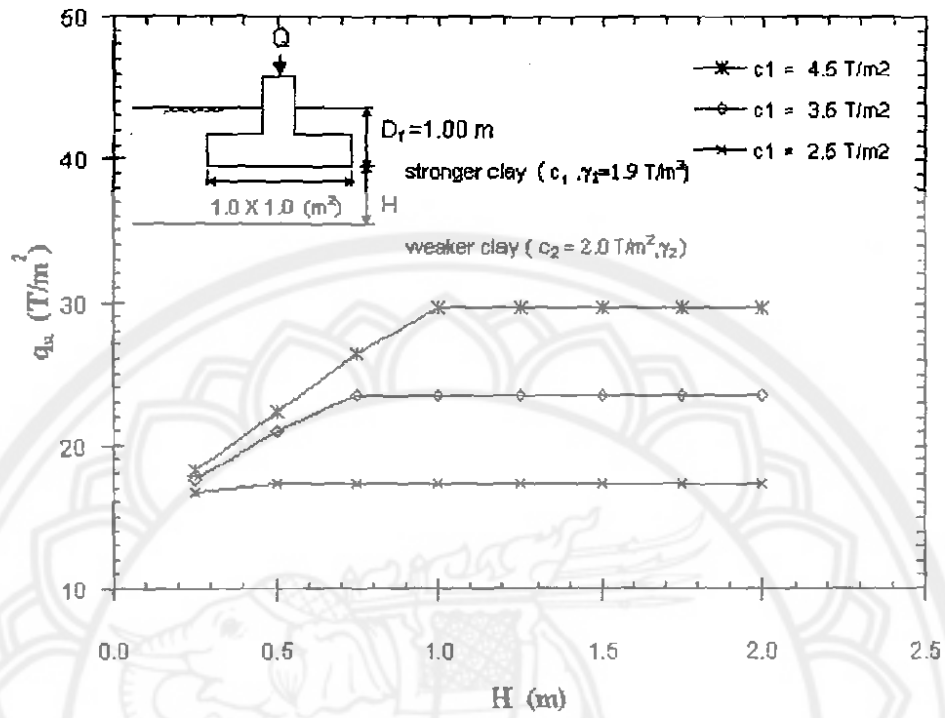 50
40
30
20
10
qᵤ (T/m²)
Q
D_f=1.00 m
1.0 X 1.0 (m²)
H
c1 = 4.5 T/m2
c1 = 3.5 T/m2
c1 = 2.5 T/m2
stronger clay ( c₁ ,γ₁=1.9 T/m³)
weaker clay ( c₂ = 2.0 T/m²,γ₂)
0.0 0.5 1.0 1.5 2.0 2.5
H (m)